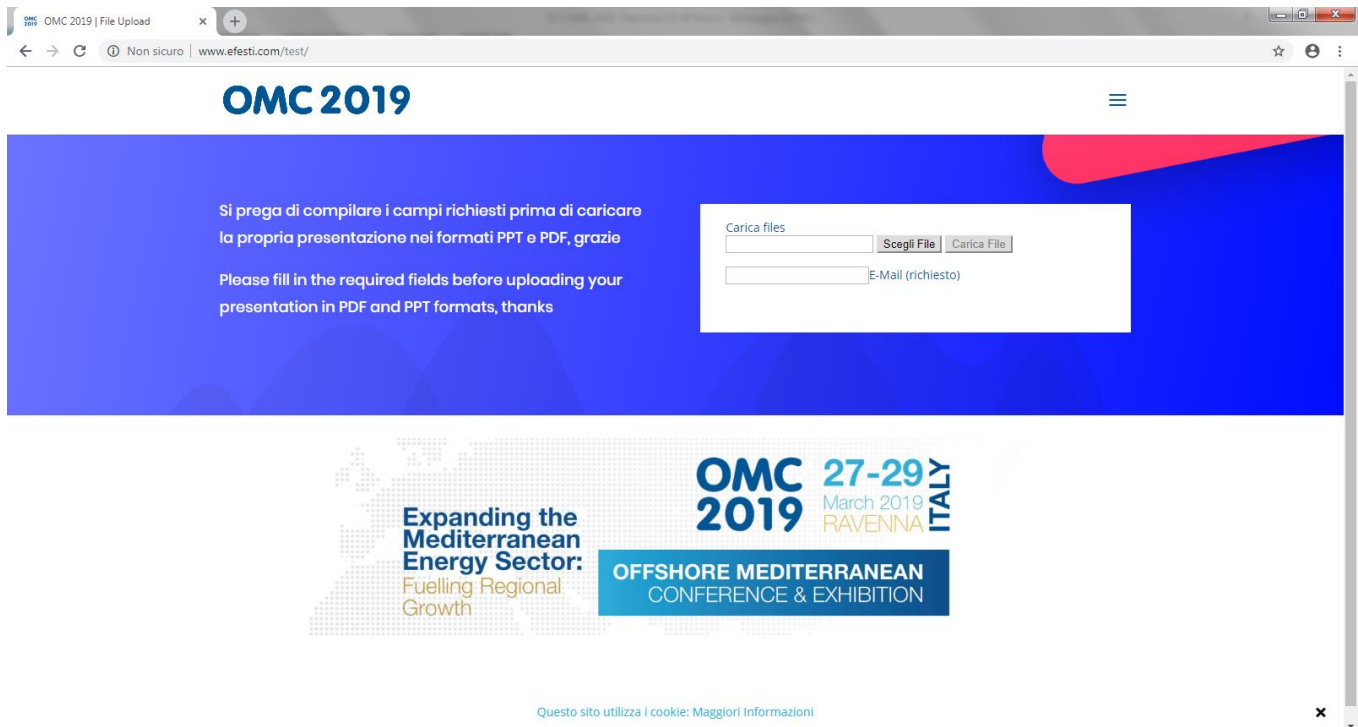 OMC 2019 | File Upload
Non sicuro | www.efesti.com/test/
OMC 2019
Si prega di compilare i campi richiesti prima di caricare
la propria presentazione nei formati PPT e PDF, grazie
Please fill in the required fields before uploading your
presentation in PDF and PPT formats, thanks
Carica files
Scegli File Carica File
E-Mail (richiesto)
Expanding the
Mediterranean
Energy Sector:
Fuelling Regional
Growth
OMC
2019
27-29
March 2019
RAVENNA
ITALY
OFFSHORE MEDITERRANEAN
CONFERENCE & EXHIBITION
Questo sito utilizza i cookie: Maggiori Informazioni